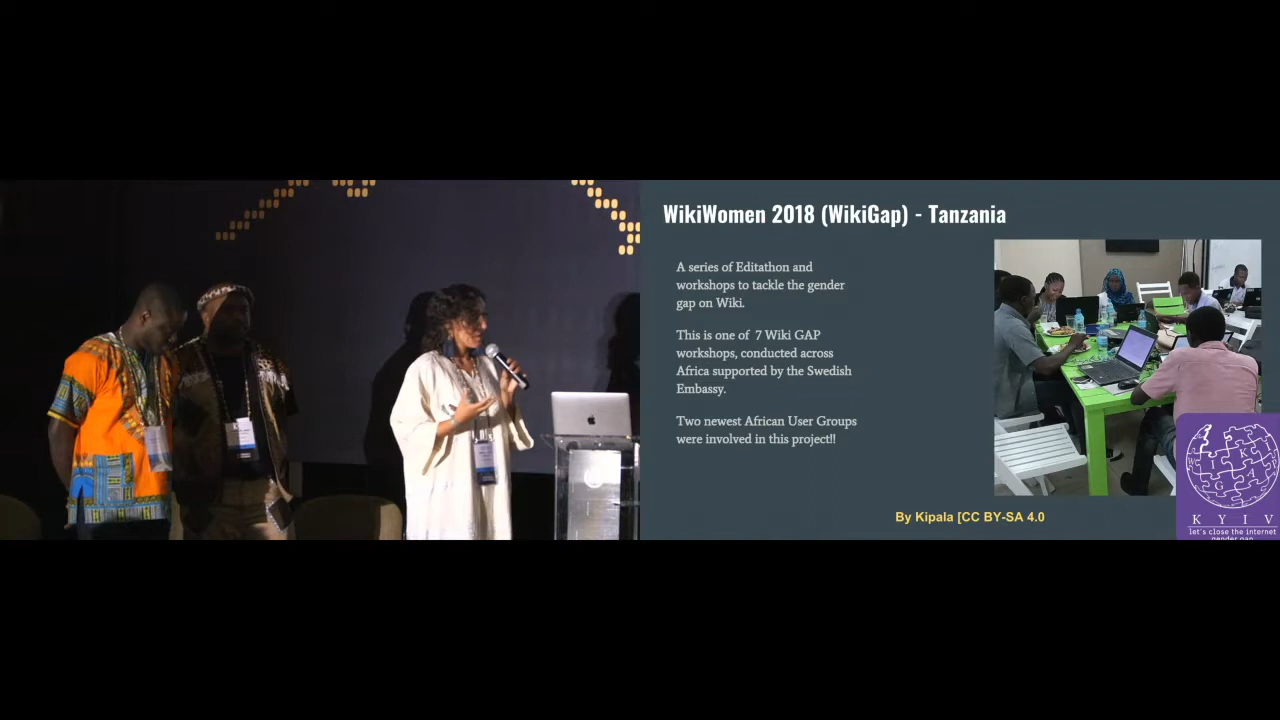 WikiWomen 2018 (WikiGap) - Tanzania
A series of Editathon and
workshops to tackle the gender
gap on Wiki.
This is one of 7 Wiki GAP
workshops, conducted across
Africa supported by the Swedish
Embassy.
Two newest African User Groups
were involved in this project!!
By Kipala [CC BY-SA 4.0
W I K I
G A P
K Y I V
let's close the internet
gender gap